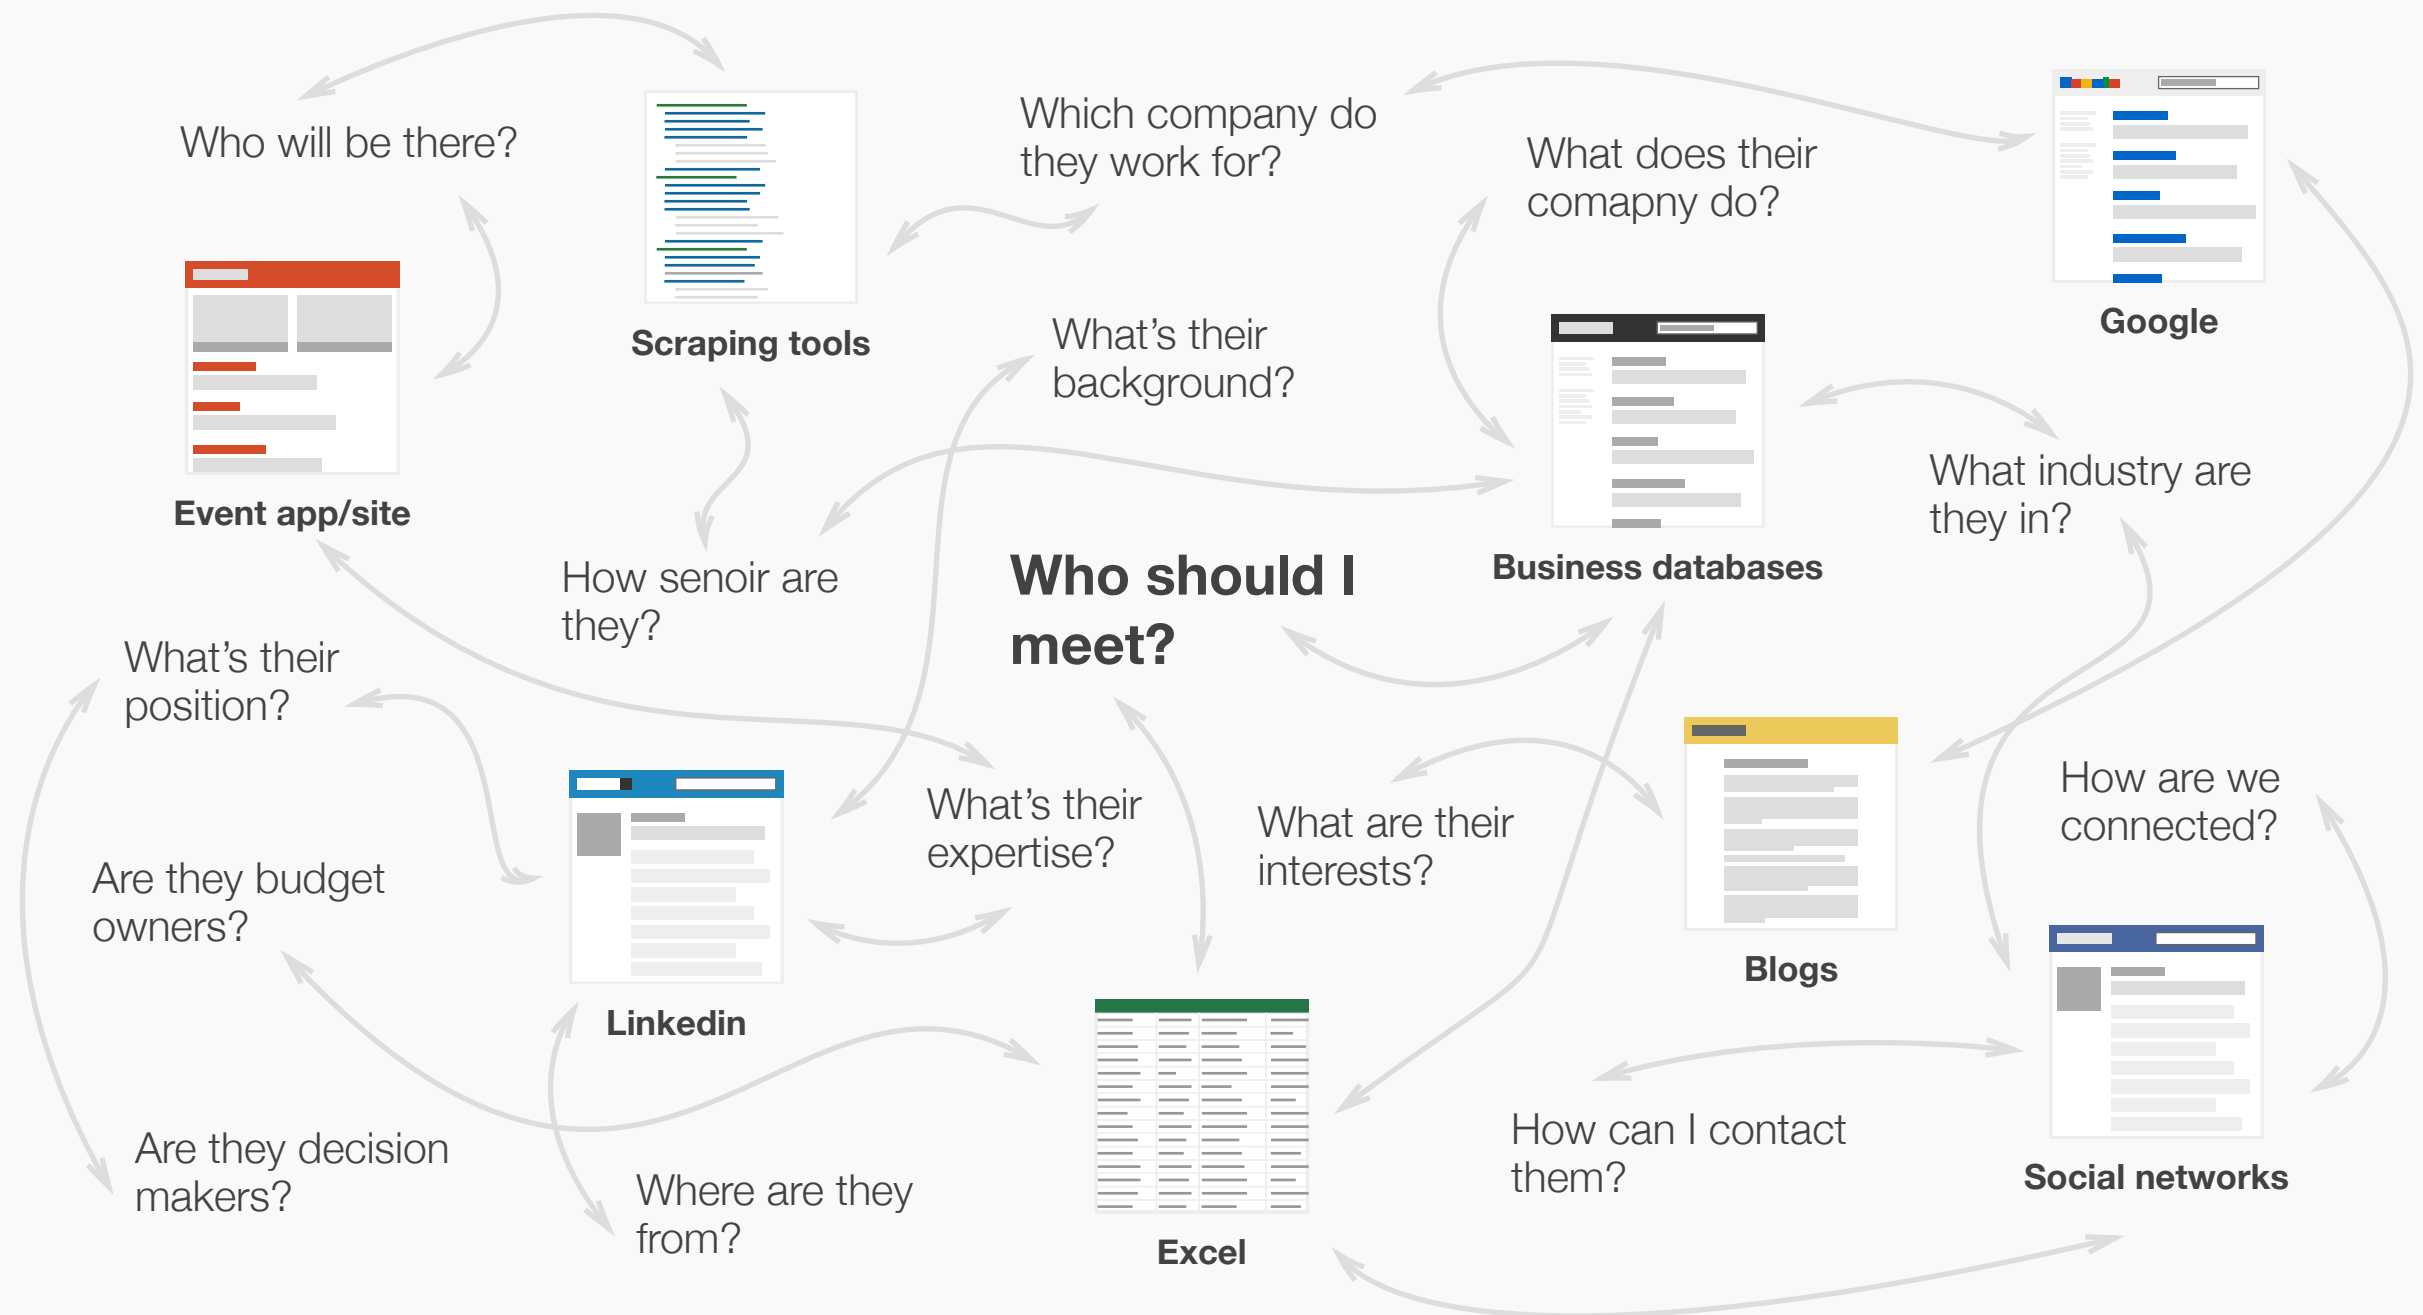 Who will be there?
Which company do
they work for?
What does their
comapny do?
Google
Scraping tools
What's their
background?
Event app/site
What industry are
they in?
Business databases
How senoir are
they?
Who should I
meet?
What's their
position?
How are we
connected?
What's their
expertise?
What are their
interests?
Are they budget
owners?
Blogs
Linkedin
How can I contact
them?
Are they decision
makers?
Where are they
from?
Social networks
Excel